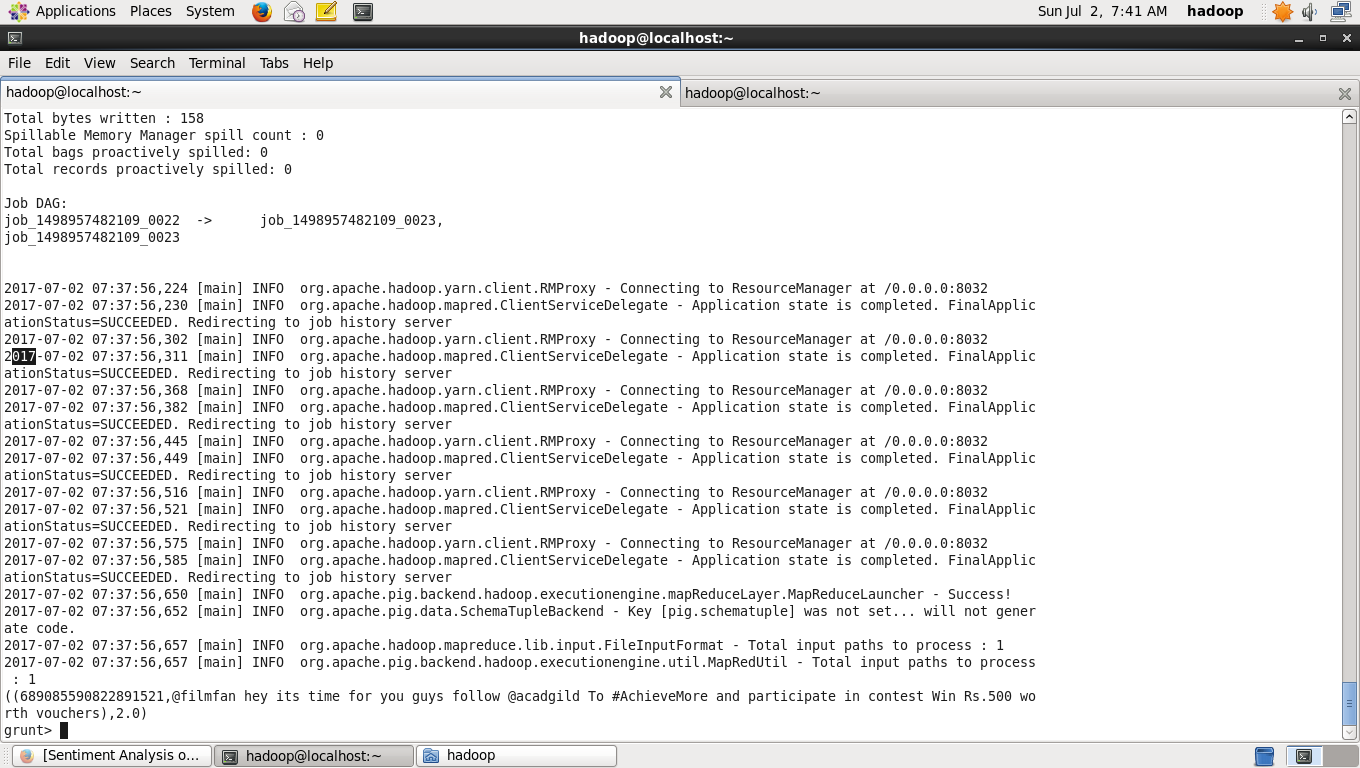 Applications Places System Sun Jul 2, 7:41 AM hadoop
hadoop@localhost:~
File Edit View Search Terminal Tabs Help
hadoop@localhost:~ hadoop@localhost:~
Total bytes written : 158
Spillable Memory Manager spill count : 0
Total bags proactively spilled: 0
Total records proactively spilled: 0
Job DAG:
job_1498957482109_0022 -> job_1498957482109_0023,
job_1498957482109_0023
2017-07-02 07:37:56,224 [main] INFO org.apache.hadoop.yarn.client.RMProxy - Connecting to ResourceManager at /0.0.0.0:8032
2017-07-02 07:37:56,230 [main] INFO org.apache.hadoop.mapred.ClientServiceDelegate - Application state is completed. FinalApplic
ationStatus=SUCCEEDED. Redirecting to job history server
2017-07-02 07:37:56,302 [main] INFO org.apache.hadoop.yarn.client.RMProxy - Connecting to ResourceManager at /0.0.0.0:8032
2017-07-02 07:37:56,311 [main] INFO org.apache.hadoop.mapred.ClientServiceDelegate - Application state is completed. FinalApplic
ationStatus=SUCCEEDED. Redirecting to job history server
2017-07-02 07:37:56,368 [main] INFO org.apache.hadoop.yarn.client.RMProxy - Connecting to ResourceManager at /0.0.0.0:8032
2017-07-02 07:37:56,382 [main] INFO org.apache.hadoop.mapred.ClientServiceDelegate - Application state is completed. FinalApplic
ationStatus=SUCCEEDED. Redirecting to job history server
2017-07-02 07:37:56,445 [main] INFO org.apache.hadoop.yarn.client.RMProxy - Connecting to ResourceManager at /0.0.0.0:8032
2017-07-02 07:37:56,449 [main] INFO org.apache.hadoop.mapred.ClientServiceDelegate - Application state is completed. FinalApplic
ationStatus=SUCCEEDED. Redirecting to job history server
2017-07-02 07:37:56,516 [main] INFO org.apache.hadoop.yarn.client.RMProxy - Connecting to ResourceManager at /0.0.0.0:8032
2017-07-02 07:37:56,521 [main] INFO org.apache.hadoop.mapred.ClientServiceDelegate - Application state is completed. FinalApplic
ationStatus=SUCCEEDED. Redirecting to job history server
2017-07-02 07:37:56,575 [main] INFO org.apache.hadoop.yarn.client.RMProxy - Connecting to ResourceManager at /0.0.0.0:8032
2017-07-02 07:37:56,585 [main] INFO org.apache.hadoop.mapred.ClientServiceDelegate - Application state is completed. FinalApplic
ationStatus=SUCCEEDED. Redirecting to job history server
2017-07-02 07:37:56,650 [main] INFO org.apache.pig.backend.hadoop.executionengine.mapReduceLayer.MapReduceLauncher - Success!
2017-07-02 07:37:56,652 [main] INFO org.apache.pig.data.SchemaTupleBackend - Key [pig.schematuple] was not set... will not gener
ate code.
2017-07-02 07:37:56,657 [main] INFO org.apache.hadoop.mapreduce.lib.input.FileInputFormat - Total input paths to process : 1
2017-07-02 07:37:56,657 [main] INFO org.apache.pig.backend.hadoop.executionengine.util.MapRedUtil - Total input paths to process
: 1
((689085590822891521,@filmfan hey its time for you guys follow @acadgild To #AchieveMore and participate in contest Win Rs.500 wo
rth vouchers),2.0)
grunt>
[Sentiment Analysis o... hadoop@localhost:~ hadoop